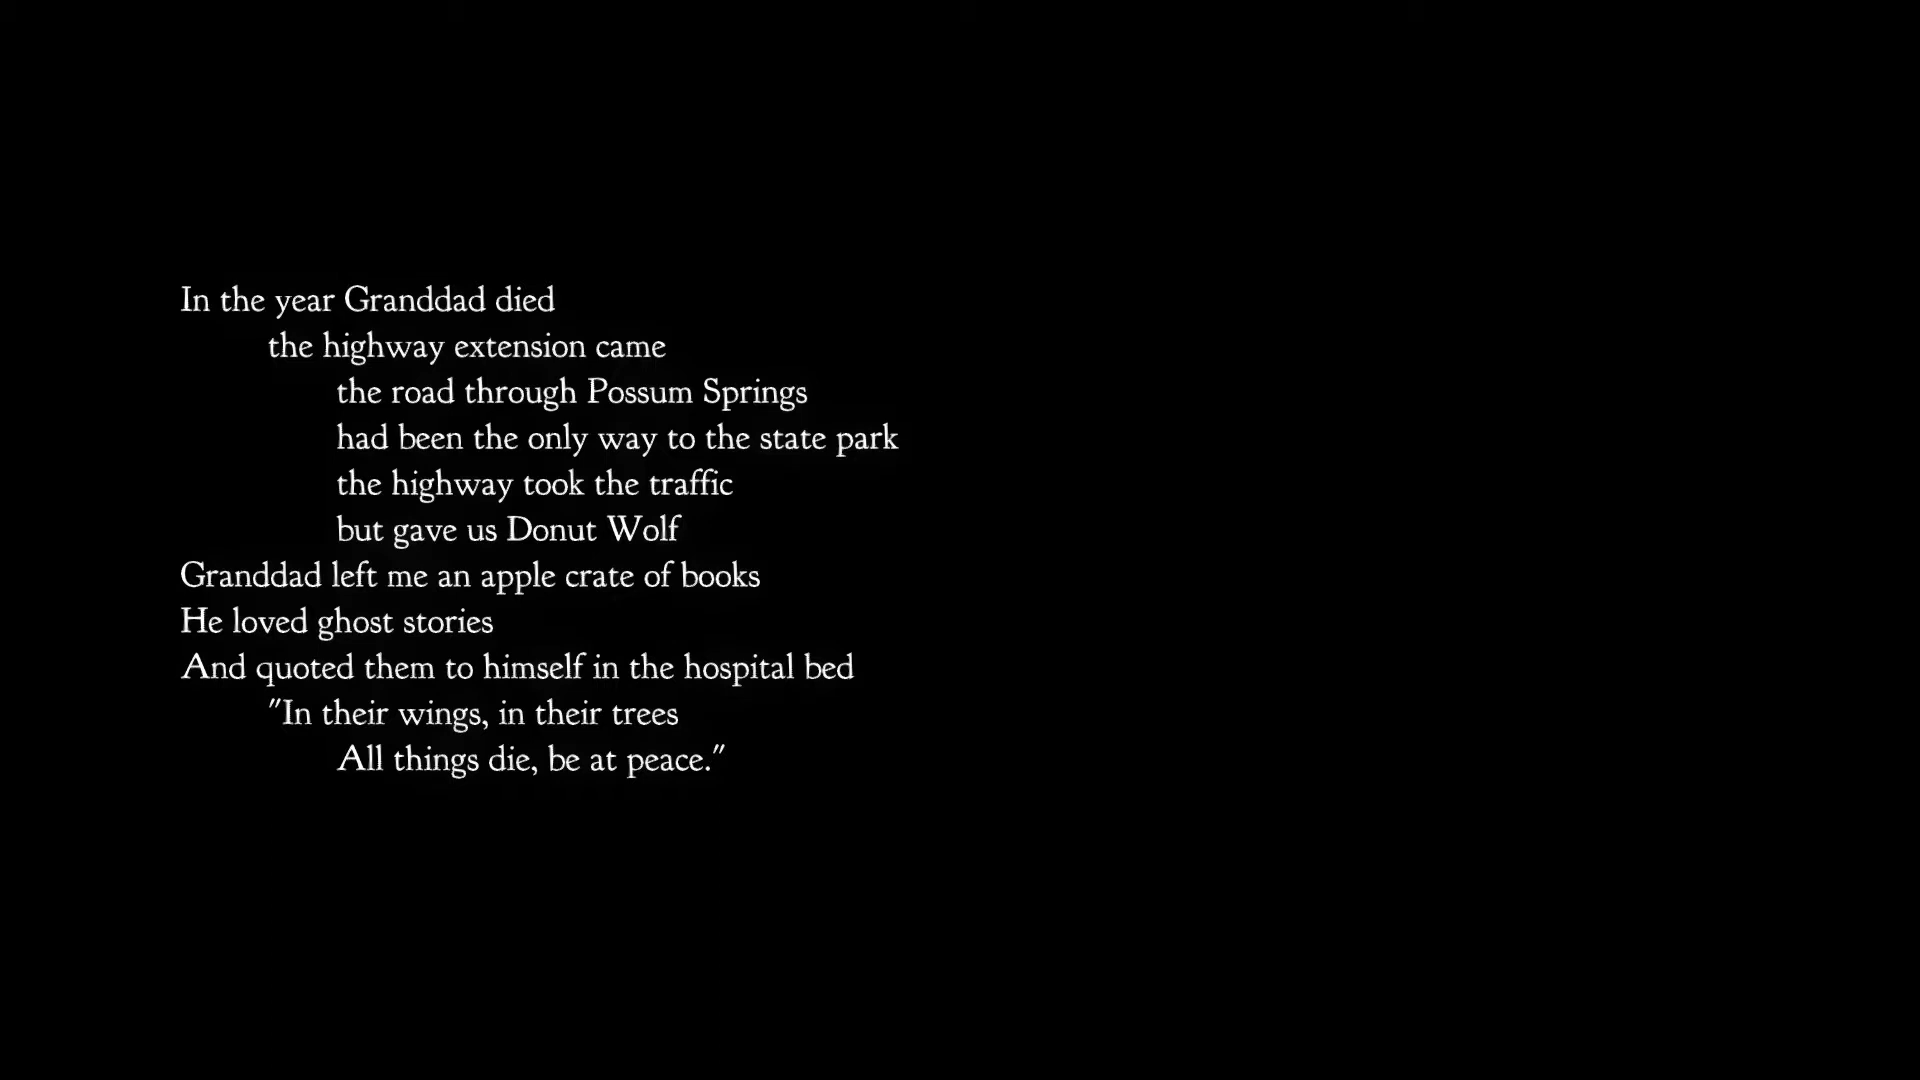 In the year Granddad died
the highway extension came
the road through Possum Springs
had been the only way to the state park
the highway took the traffic
but gave us Donut Wolf
Granddad left me an apple crate of books
He loved ghost stories
And quoted them to himself in the hospital bed
"In their wings, in their trees
All things die, be at peace."